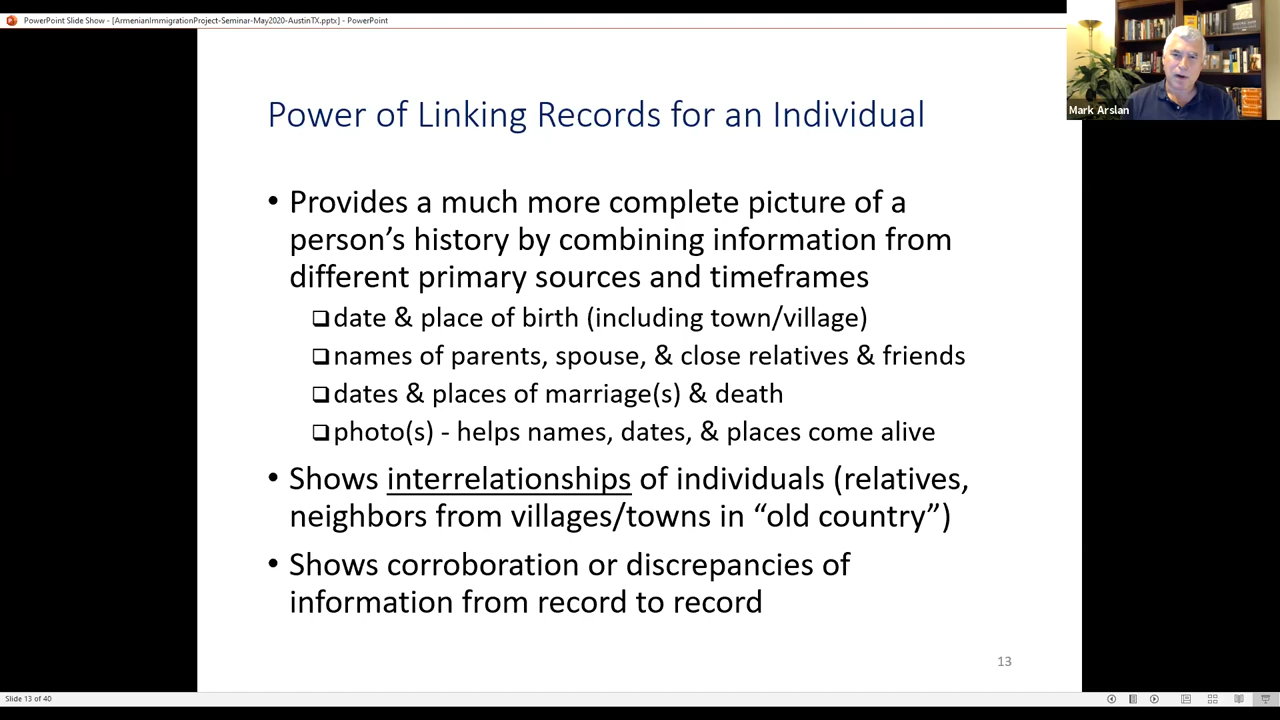 PowerPoint Slide Show - [ArmenianImmigrationProject-Seminar-May2020-AustinTX.pptx] - PowerPoint
Mark Arslan
Power of Linking Records for an Individual
• Provides a much more complete picture of a
person’s history by combining information from
different primary sources and timeframes
❑date & place of birth (including town/village)
❑names of parents, spouse, & close relatives & friends
❑dates & places of marriage(s) & death
❑photo(s) - helps names, dates, & places come alive
• Shows interrelationships of individuals (relatives,
neighbors from villages/towns in “old country”)
• Shows corroboration or discrepancies of
information from record to record
13
Slide 13 of 40